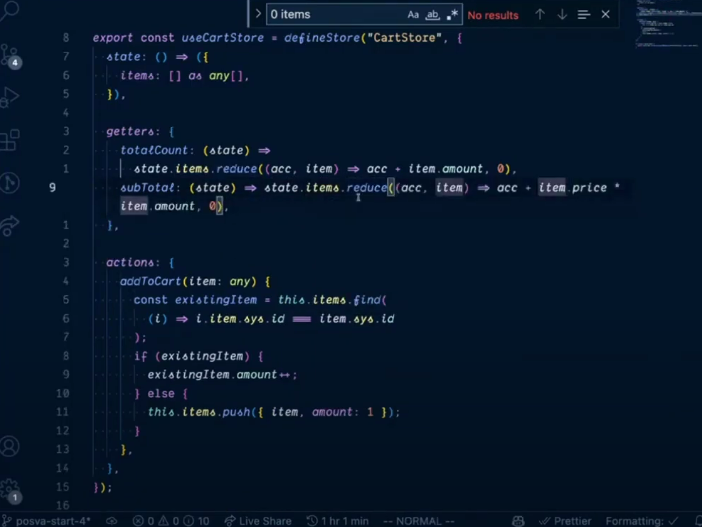 0 items
Aa ab .* No results
8 export const useCartStore = defineStore("CartStore", {
7 state: () => ({
6 items: [] as any[],
5 }),
4
3 getters: {
2 totalCount: (state) =>
1 state.items.reduce((acc, item) => acc + item.amount, 0),
9 subTotal: (state) => state.items.reduce((acc, item) => acc + item.price *
item.amount, 0),
1 },
2
3 actions: {
4 addToCart(item: any) {
5 const existingItem = this.items.find(
6 (i) => i.item.sys.id === item.sys.id
7 );
8 if (existingItem) {
9 existingItem.amount++;
10 } else {
11 this.items.push({ item, amount: 1 });
12 }
13 },
14 },
15 });
16
4
1
posva-start-4* 0 0 10 Live Share 1 hr 1 min -- NORMAL -- Prettier Formatting: ✓